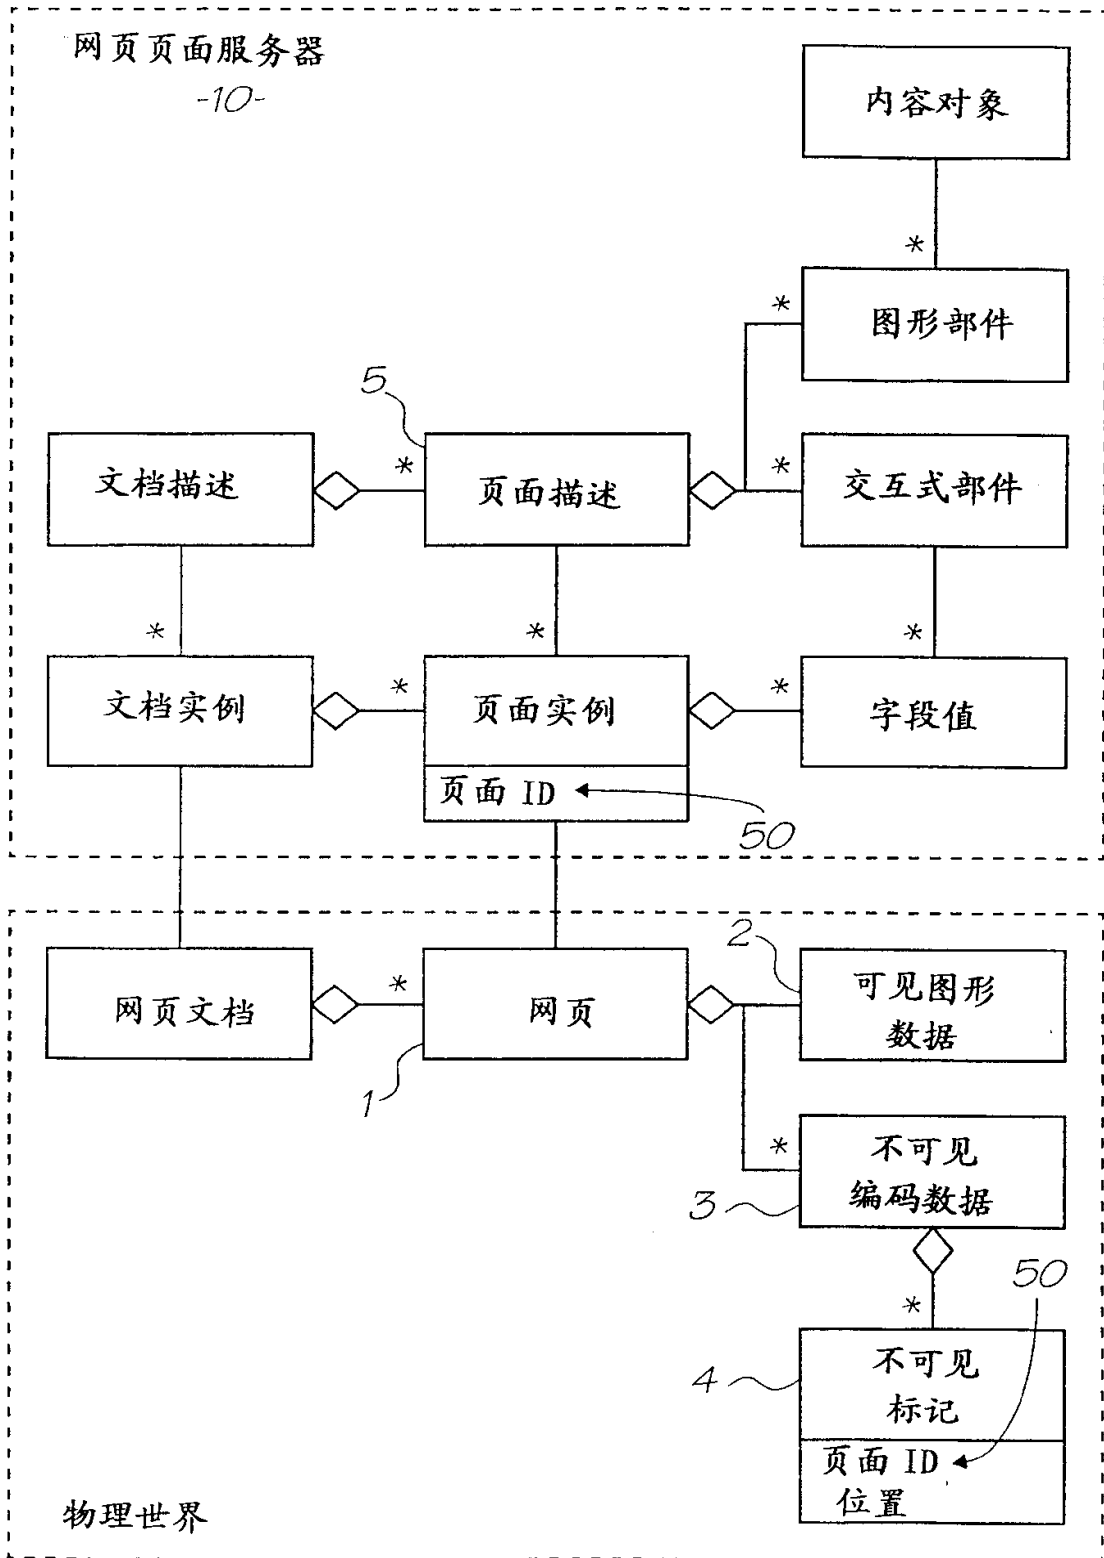 网页页面服务器
-10-
内容对象
*
*
图形部件
5
文档描述
*
页面描述
*
交互式部件
*
*
*
文档实例
*
页面实例
*
字段值
页面 ID
50
网页文档
*
网页
2
可见图形
数据
1
*
不可见
编码数据
3
50
*
4
不可见
标记
页面 ID
位置
物理世界